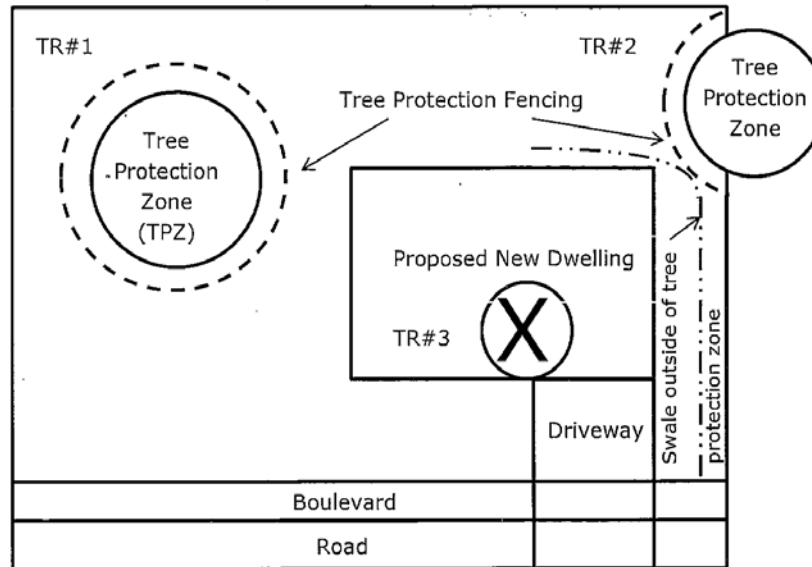 TR#1
TR#2
Tree
Protection
Zone
Tree Protection Fencing
Tree
Protection
Zone
(TPZ)
Proposed New Dwelling
TR#3
X
Swale outside of tree
protection zone
Driveway
Boulevard
Road